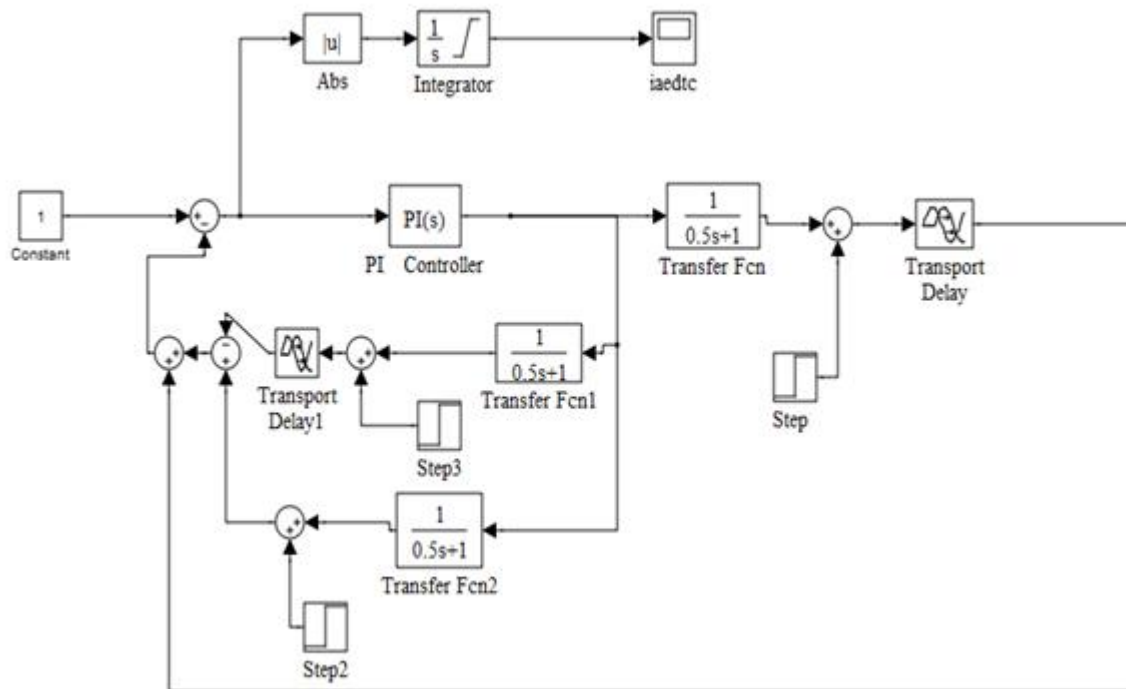 |u|
Abs
1
s
Integrator
iaedtc
1
Constant
+
−
PI(s)
PI Controller
1
0.5s+1
Transfer Fcn
+
+
Transport
Delay
Step
+
+
−
+
Transport
Delay1
+
+
1
0.5s+1
Transfer Fcn1
Step3
+
+
1
0.5s+1
Transfer Fcn2
Step2